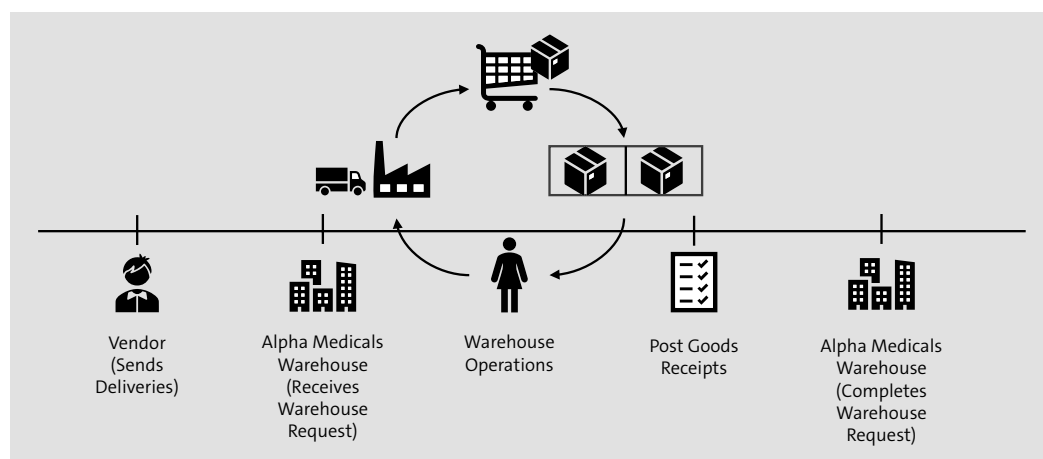 Vendor
(Sends
Deliveries)
Alpha Medicals
Warehouse
(Receives
Warehouse
Request)
Warehouse
Operations
Post Goods
Receipts
Alpha Medicals
Warehouse
(Completes
Warehouse
Request)